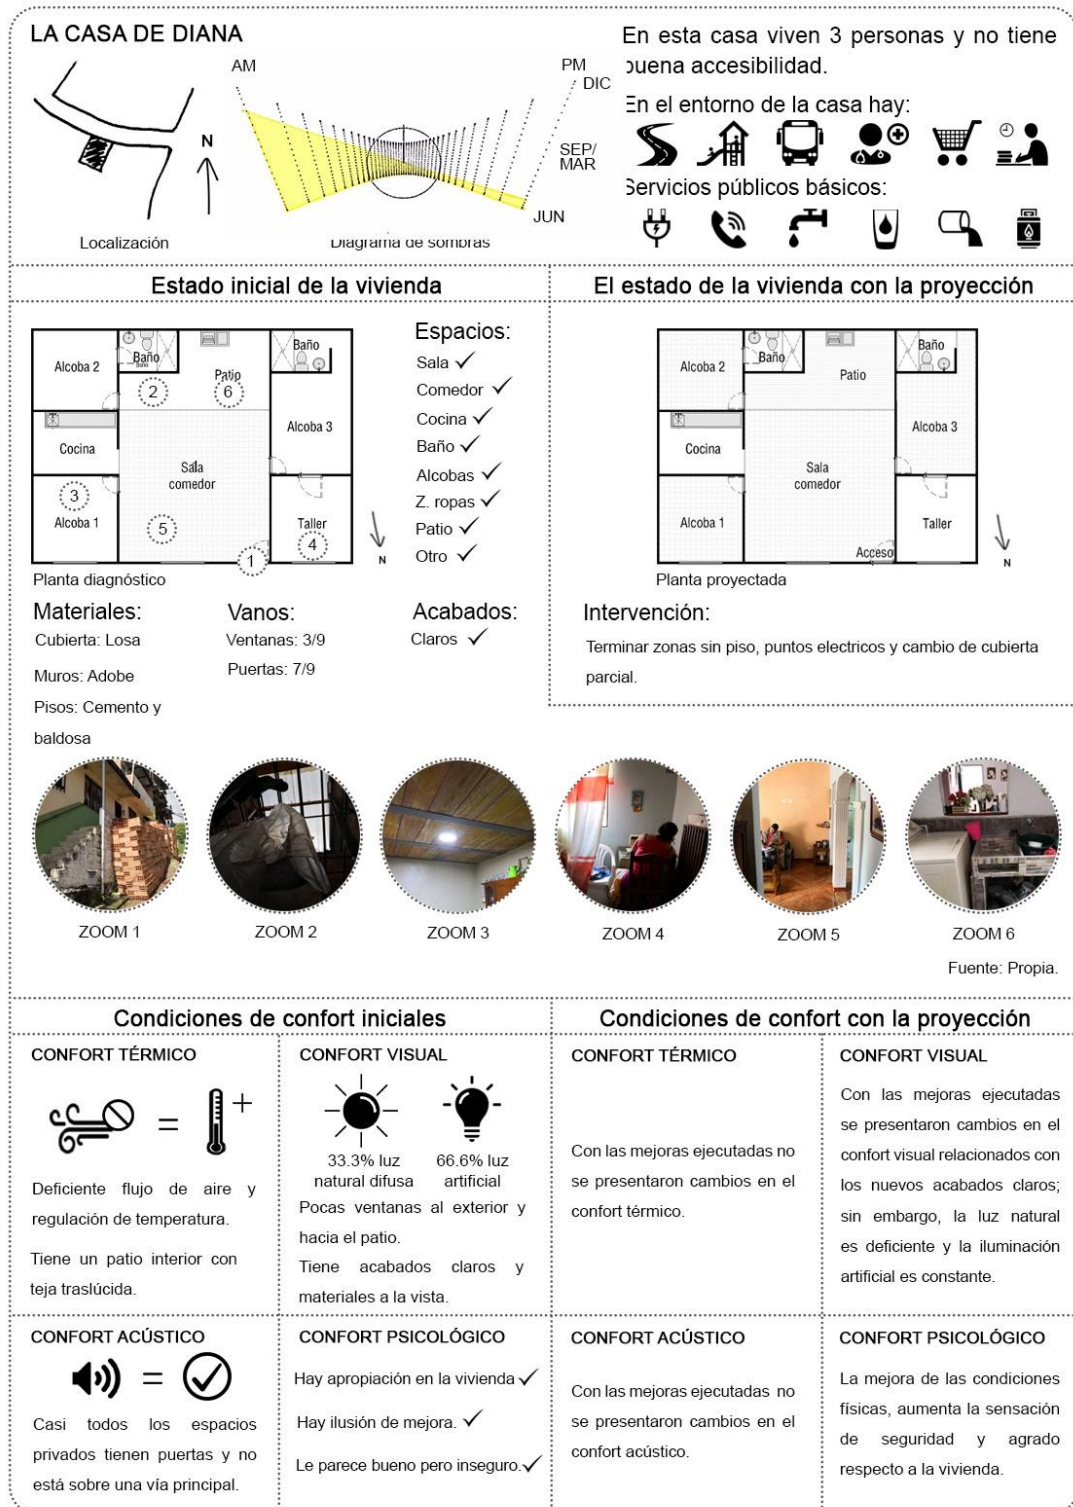 LA CASA DE DIANA
AM
PM
DIC
SEP/
MAR
JUN
N
Localización
Diagrama de sombras
En esta casa viven 3 personas y no tiene
buena accesibilidad.
En el entorno de la casa hay:
Servicios públicos básicos:
Estado inicial de la vivienda
El estado de la vivienda con la proyección
Alcoba 2
Baño
Baño
Patio
2
6
Baño
Alcoba 3
Cocina
Sala
comedor
3
Alcoba 1
5
1
Taller
4
N
Planta diagnóstico
Espacios:
Sala ✓
Comedor ✓
Cocina ✓
Baño ✓
Alcobas ✓
Z. ropas ✓
Patio ✓
Otro ✓
Alcoba 2
Baño
Patio
Baño
Alcoba 3
Cocina
Sala
comedor
Alcoba 1
Taller
Acceso
N
Planta proyectada
Materiales:
Cubierta: Losa
Muros: Adobe
Pisos: Cemento y
baldosa
Vanos:
Ventanas: 3/9
Puertas: 7/9
Acabados:
Claros ✓
Intervención:
Terminar zonas sin piso, puntos electricos y cambio de cubierta
parcial.
ZOOM 1
ZOOM 2
ZOOM 3
ZOOM 4
ZOOM 5
ZOOM 6
Fuente: Propia.
Condiciones de confort iniciales
Condiciones de confort con la proyección
CONFORT TÉRMICO
= +
Deficiente flujo de aire y
regulación de temperatura.
Tiene un patio interior con
teja traslúcida.
CONFORT VISUAL
33.3% luz
natural difusa
66.6% luz
artificial
Pocas ventanas al exterior y
hacia el patio.
Tiene acabados claros y
materiales a la vista.
CONFORT TÉRMICO
Con las mejoras ejecutadas no
se presentaron cambios en el
confort térmico.
CONFORT VISUAL
Con las mejoras ejecutadas
se presentaron cambios en el
confort visual relacionados con
los nuevos acabados claros;
sin embargo, la luz natural
es deficiente y la iluminación
artificial es constante.
CONFORT ACÚSTICO
=
Casi todos los espacios
privados tienen puertas y no
está sobre una vía principal.
CONFORT PSICOLÓGICO
Hay apropiación en la vivienda ✓
Hay ilusión de mejora. ✓
Le parece bueno pero inseguro. ✓
CONFORT ACÚSTICO
Con las mejoras ejecutadas no
se presentaron cambios en el
confort acústico.
CONFORT PSICOLÓGICO
La mejora de las condiciones
físicas, aumenta la sensación
de seguridad y agrado
respecto a la vivienda.